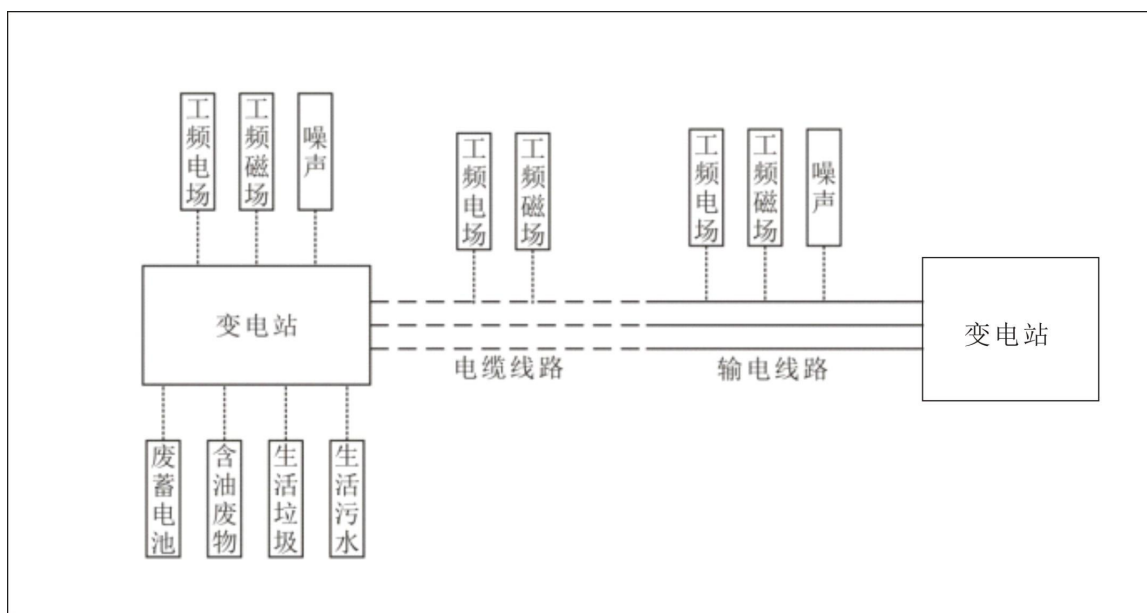 工频电场
工频磁场
噪声
工频电场
工频磁场
工频电场
工频磁场
噪声
变电站
变电站
电缆线路
输电线路
废蓄电池
含油废物
生活垃圾
生活污水